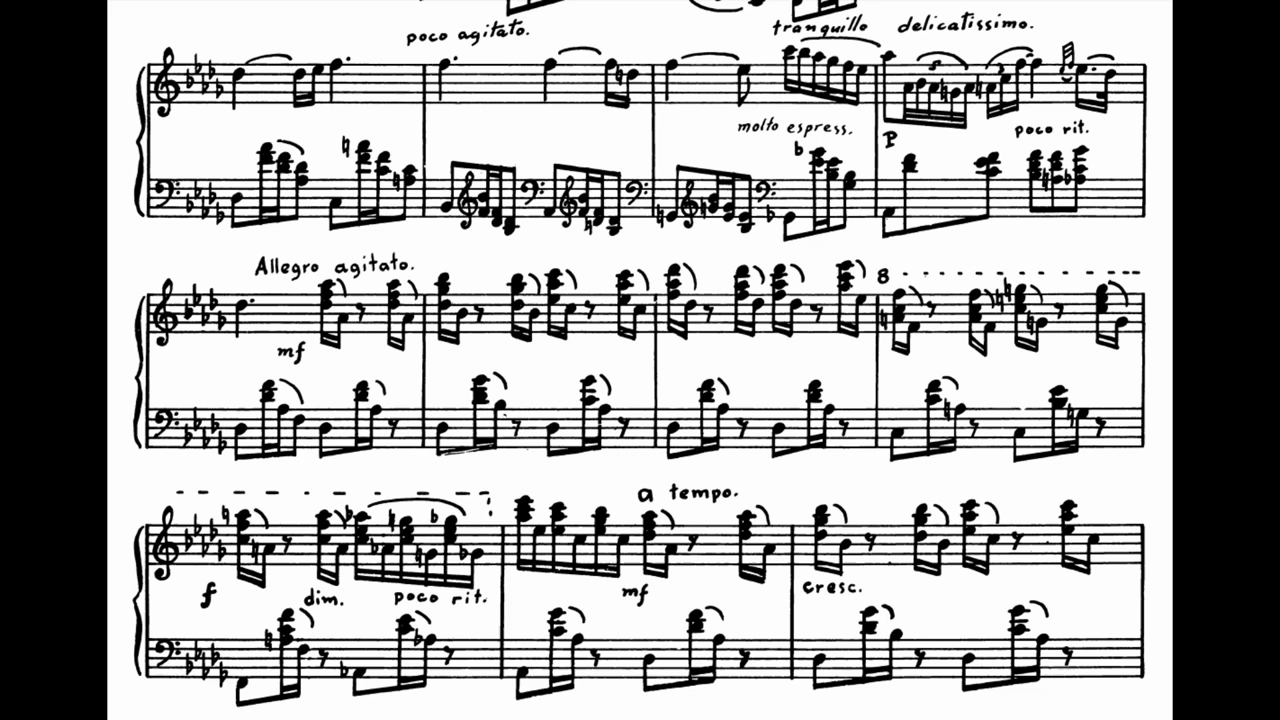 poco agitato.
tranquillo delicatissimo.
molto espress.
P
poco rit.
Allegro agitato.
8
mf
a tempo.
f dim. poco rit.
mf
cresc.